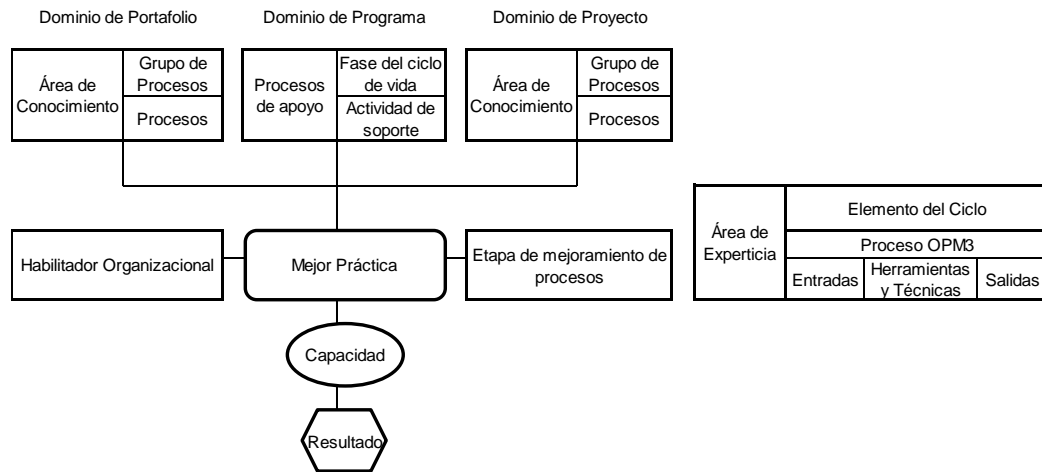 Dominio de Portafolio
Dominio de Programa
Dominio de Proyecto
Área de
Conocimiento
Grupo de
Procesos
Procesos
Procesos
de apoyo
Fase del ciclo
de vida
Actividad de
soporte
Área de
Conocimiento
Grupo de
Procesos
Procesos
Habilitador Organizacional
Mejor Práctica
Etapa de mejoramiento de
procesos
Capacidad
Resultado
Área de
Experticia
Elemento del Ciclo
Proceso OPM3
Entradas
Herramientas
y Técnicas
Salidas